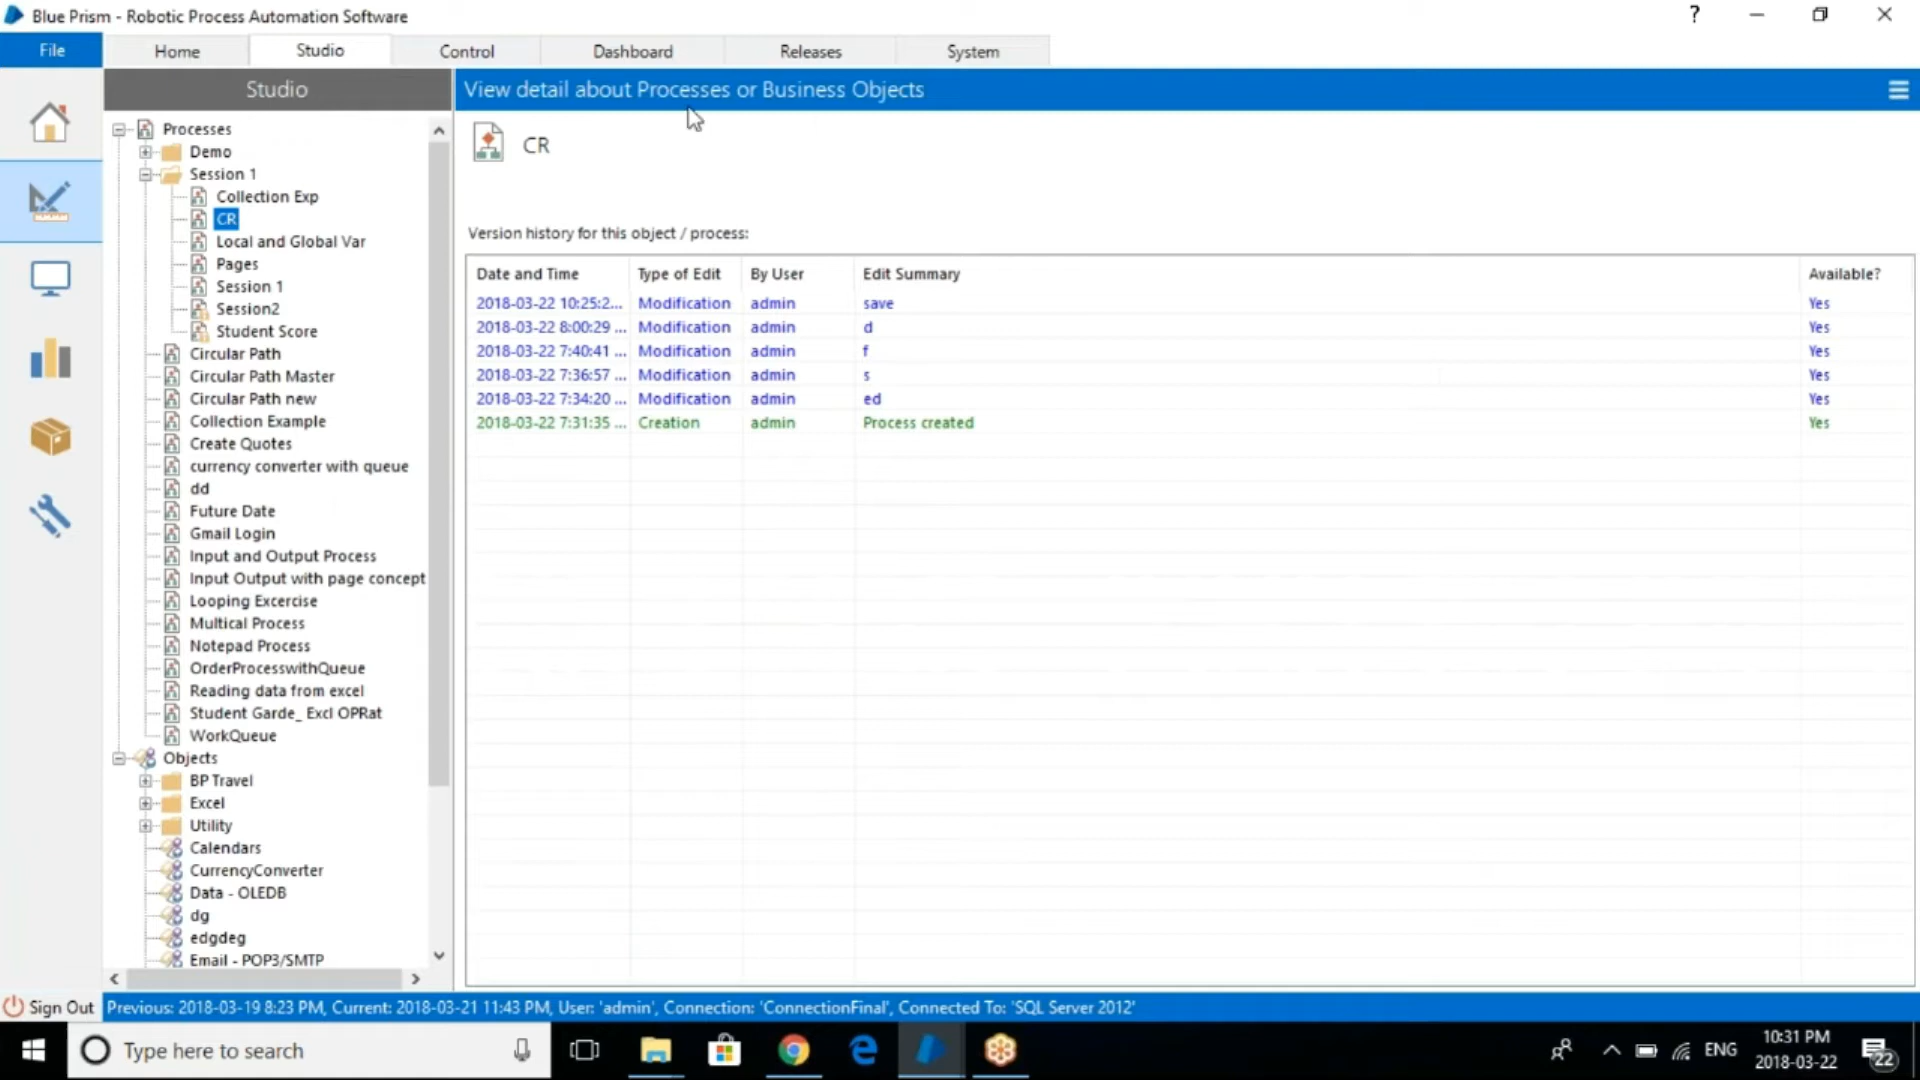 Blue Prism - Robotic Process Automation Software
?
File
Home
Studio
Control
Dashboard
Releases
System
Studio
View detail about Processes or Business Objects
Processes
Demo
Session 1
Collection Exp
CR
Local and Global Var
Pages
Session 1
Session2
Student Score
Circular Path
Circular Path Master
Circular Path new
Collection Example
Create Quotes
currency converter with queue
dd
Future Date
Gmail Login
Input and Output Process
Input Output with page concept
Looping Excercise
Multical Process
Notepad Process
OrderProcesswithQueue
Reading data from excel
Student Garde_ Excl OPRat
WorkQueue
Objects
BP Travel
Excel
Utility
Calendars
CurrencyConverter
Data - OLEDB
dg
edgdeg
Email - POP3/SMTP
CR
Version history for this object / process:
Date and Time Type of Edit By User Edit Summary Available?
2018-03-22 10:25:2... Modification admin save Yes
2018-03-22 8:00:29 ... Modification admin d Yes
2018-03-22 7:40:41 ... Modification admin f Yes
2018-03-22 7:36:57 ... Modification admin s Yes
2018-03-22 7:34:20 ... Modification admin ed Yes
2018-03-22 7:31:35 ... Creation admin Process created Yes
Sign Out
Previous: 2018-03-19 8:23 PM, Current: 2018-03-21 11:43 PM, User: 'admin', Connection: 'ConnectionFinal', Connected To: 'SQL Server 2012'
Type here to search
ENG
10:31 PM
2018-03-22
22